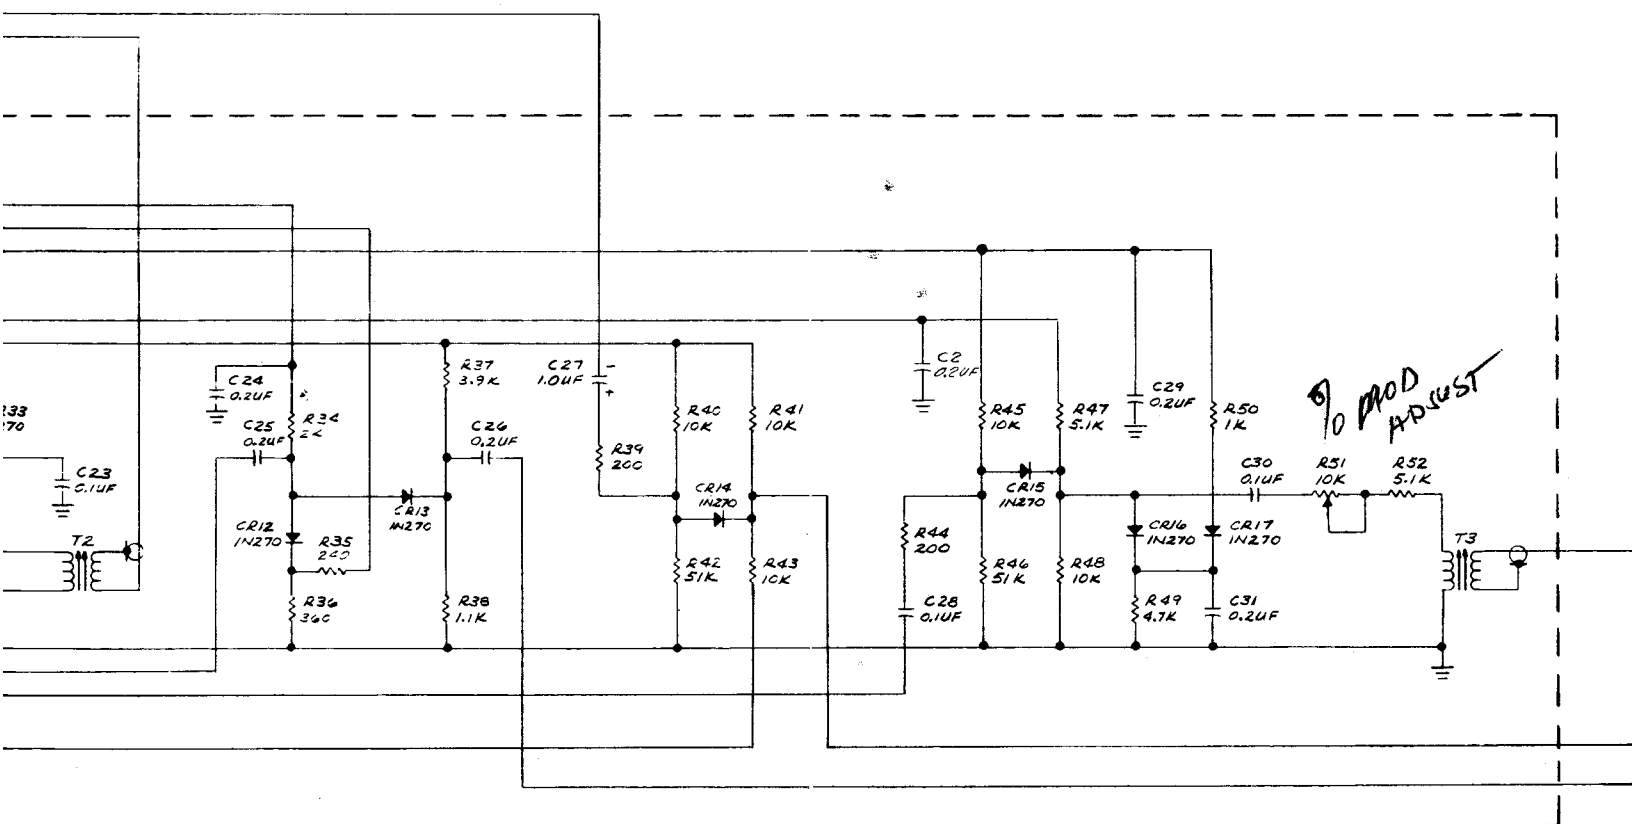 R37
3.9K
C27
1.0UF
-
+
C2
0.2UF
C24
0.2UF
C29
0.2UF
% MOD
ADJUST
R33
270
R34
2K
C25
0.2UF
C26
0.2UF
R40
10K
R41
10K
R45
10K
R47
5.1K
R50
1K
R39
200
C23
0.1UF
C30
0.1UF
R51
10K
R52
5.1K
CR13
1N270
CR14
1N270
CR15
1N270
CR12
1N270
R35
240
T2
R44
200
CR16
1N270
CR17
1N270
T3
R42
51K
R43
10K
R46
51K
R48
10K
R36
360
R38
1.1K
C28
0.1UF
R49
4.7K
C31
0.2UF